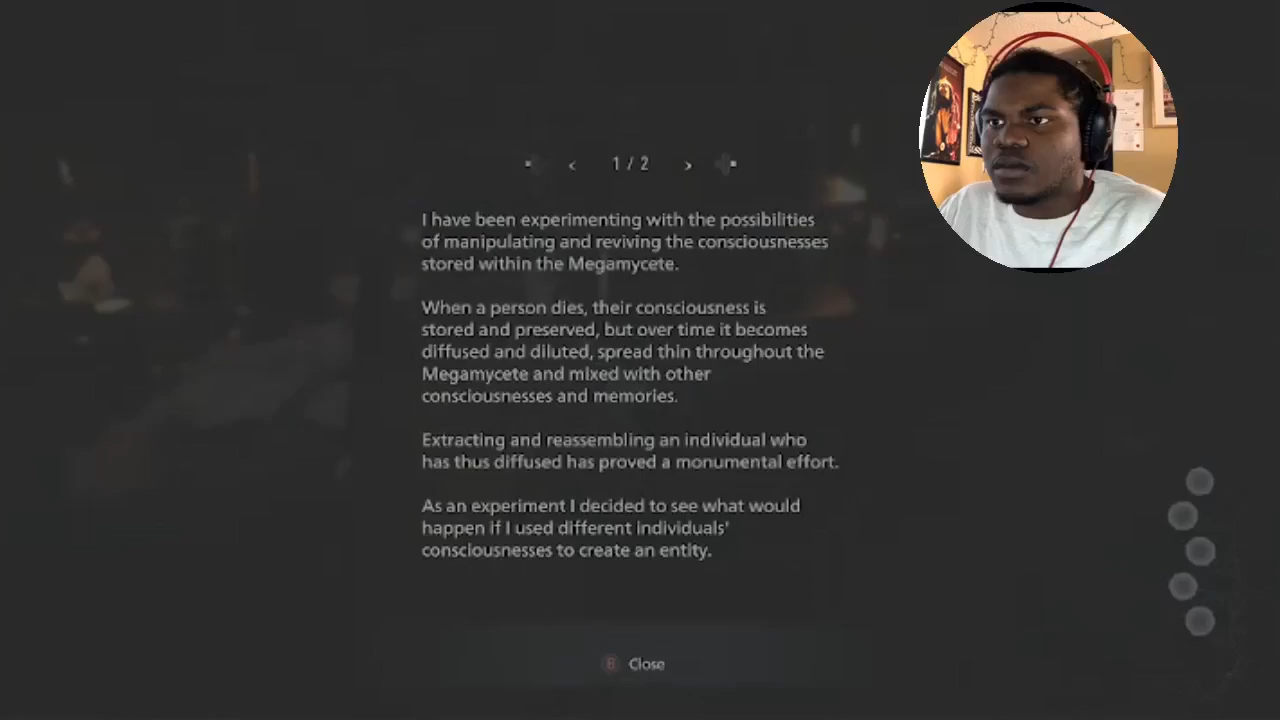 < 1 / 2 >
I have been experimenting with the possibilities
of manipulating and reviving the consciousnesses
stored within the Megamycete.
When a person dies, their consciousness is
stored and preserved, but over time it becomes
diffused and diluted, spread thin throughout the
Megamycete and mixed with other
consciousnesses and memories.
Extracting and reassembling an individual who
has thus diffused has proved a monumental effort.
As an experiment I decided to see what would
happen if I used different individuals'
consciousnesses to create an entity.
B Close